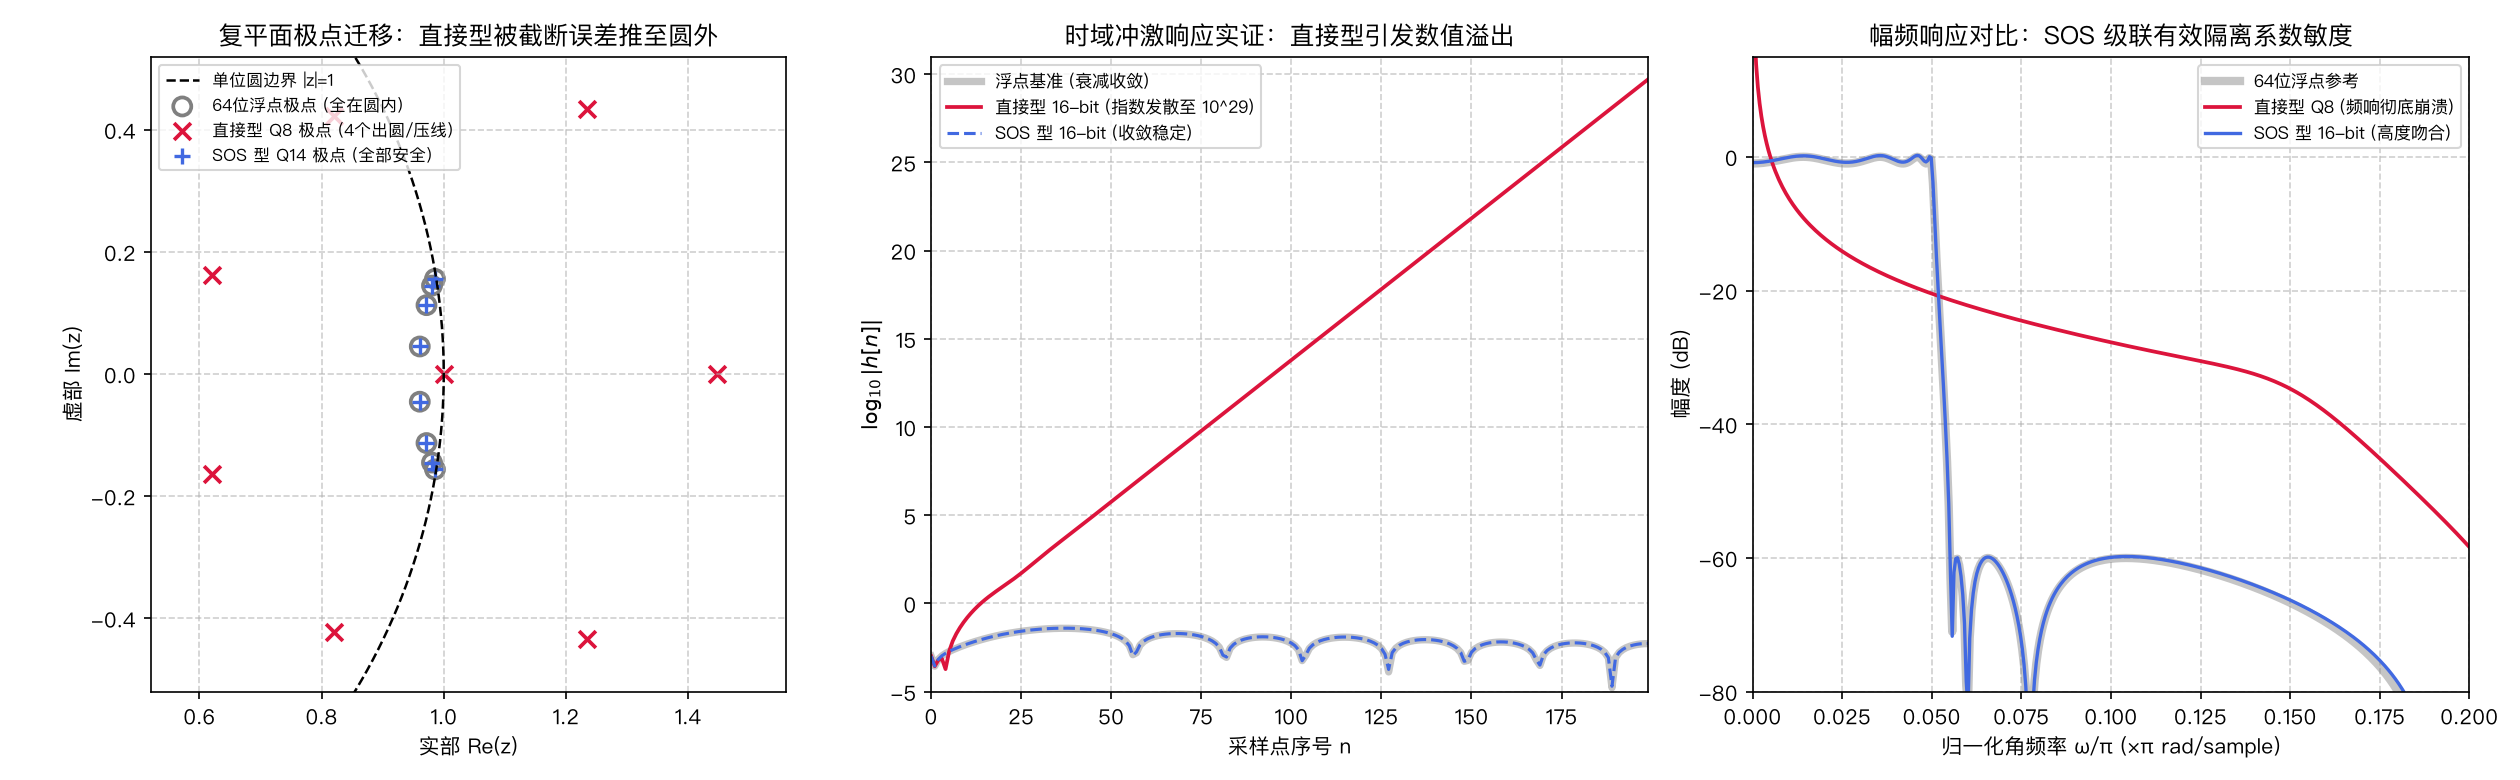 复平面极点迁移：直接型被截断误差推至圆外
单位圆边界 |z|=1
64位浮点极点 (全在圆内)
直接型 Q8 极点 (4个出圆/压线)
SOS 型 Q14 极点 (全部安全)
0.4
0.2
0.0
−0.2
−0.4
虚部 Im(z)
0.6 0.8 1.0 1.2 1.4
实部 Re(z)
时域冲激响应实证：直接型引发数值溢出
浮点基准 (衰减收敛)
直接型 16-bit (指数发散至 10^29)
SOS 型 16-bit (收敛稳定)
30
25
20
15
10
5
0
−5
log₁₀|h[n]|
0 25 50 75 100 125 150 175
采样点序号 n
幅频响应对比：SOS 级联有效隔离系数敏度
64位浮点参考
直接型 Q8 (频响彻底崩溃)
SOS 型 16-bit (高度吻合)
0
−20
−40
−60
−80
幅度 (dB)
0.000 0.025 0.050 0.075 0.100 0.125 0.150 0.175 0.200
归一化角频率 ω/π (×π rad/sample)